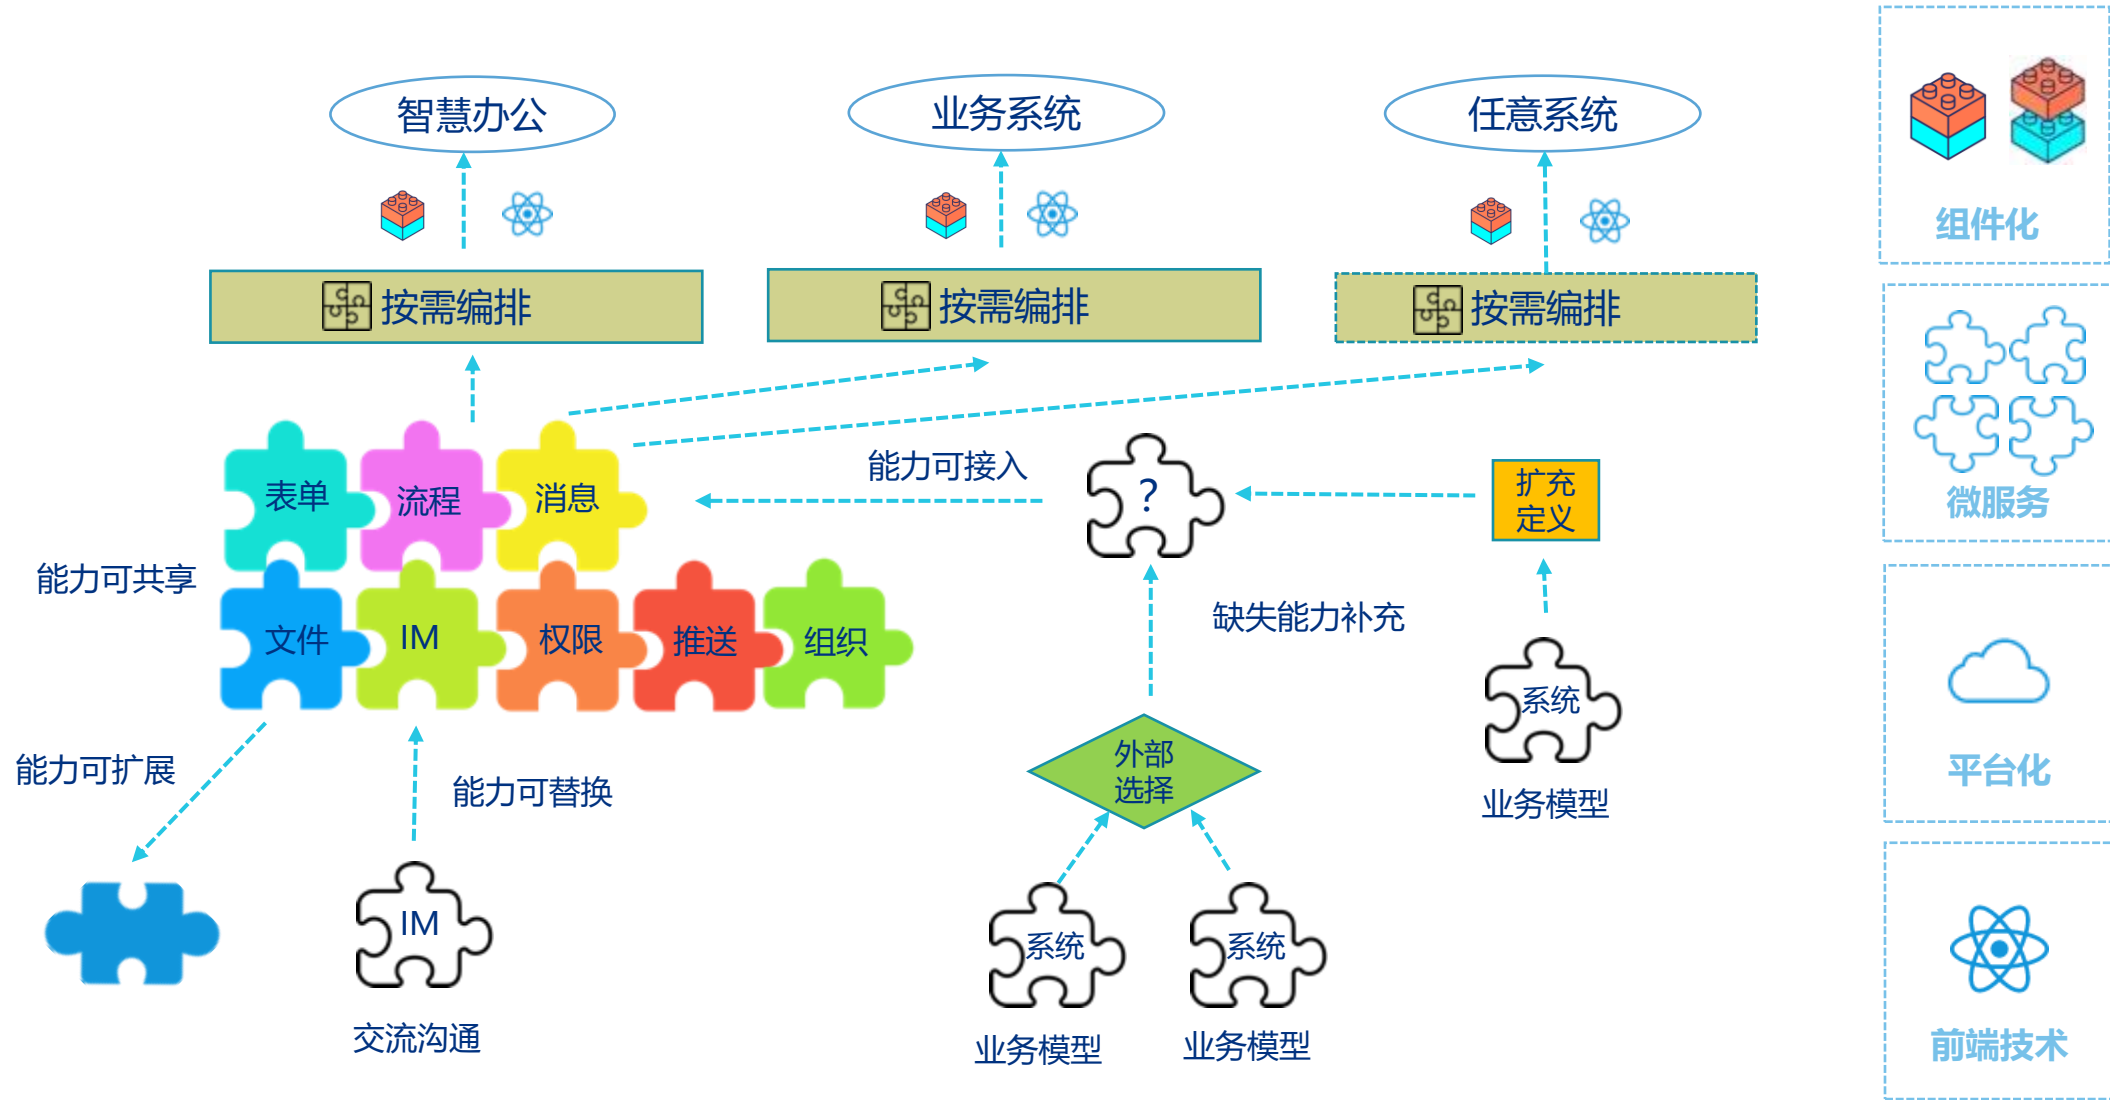 智慧办公
业务系统
任意系统
组件化
按需编排
按需编排
按需编排
微服务
表单
流程
消息
能力可接入
?
扩充
定义
能力可共享
文件
IM
权限
推送
组织
缺失能力补充
系统
业务模型
能力可扩展
能力可替换
外部
选择
平台化
IM
交流沟通
系统
业务模型
系统
业务模型
前端技术